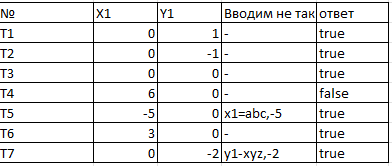 № X1 Y1 Вводим не так ответ
T1 0 1 - true
T2 0 -1 - true
T3 0 0 - true
T4 6 0 - false
T5 -5 0 x1=abc,-5 true
T6 3 0 - true
T7 0 -2 y1-xyz,-2 true